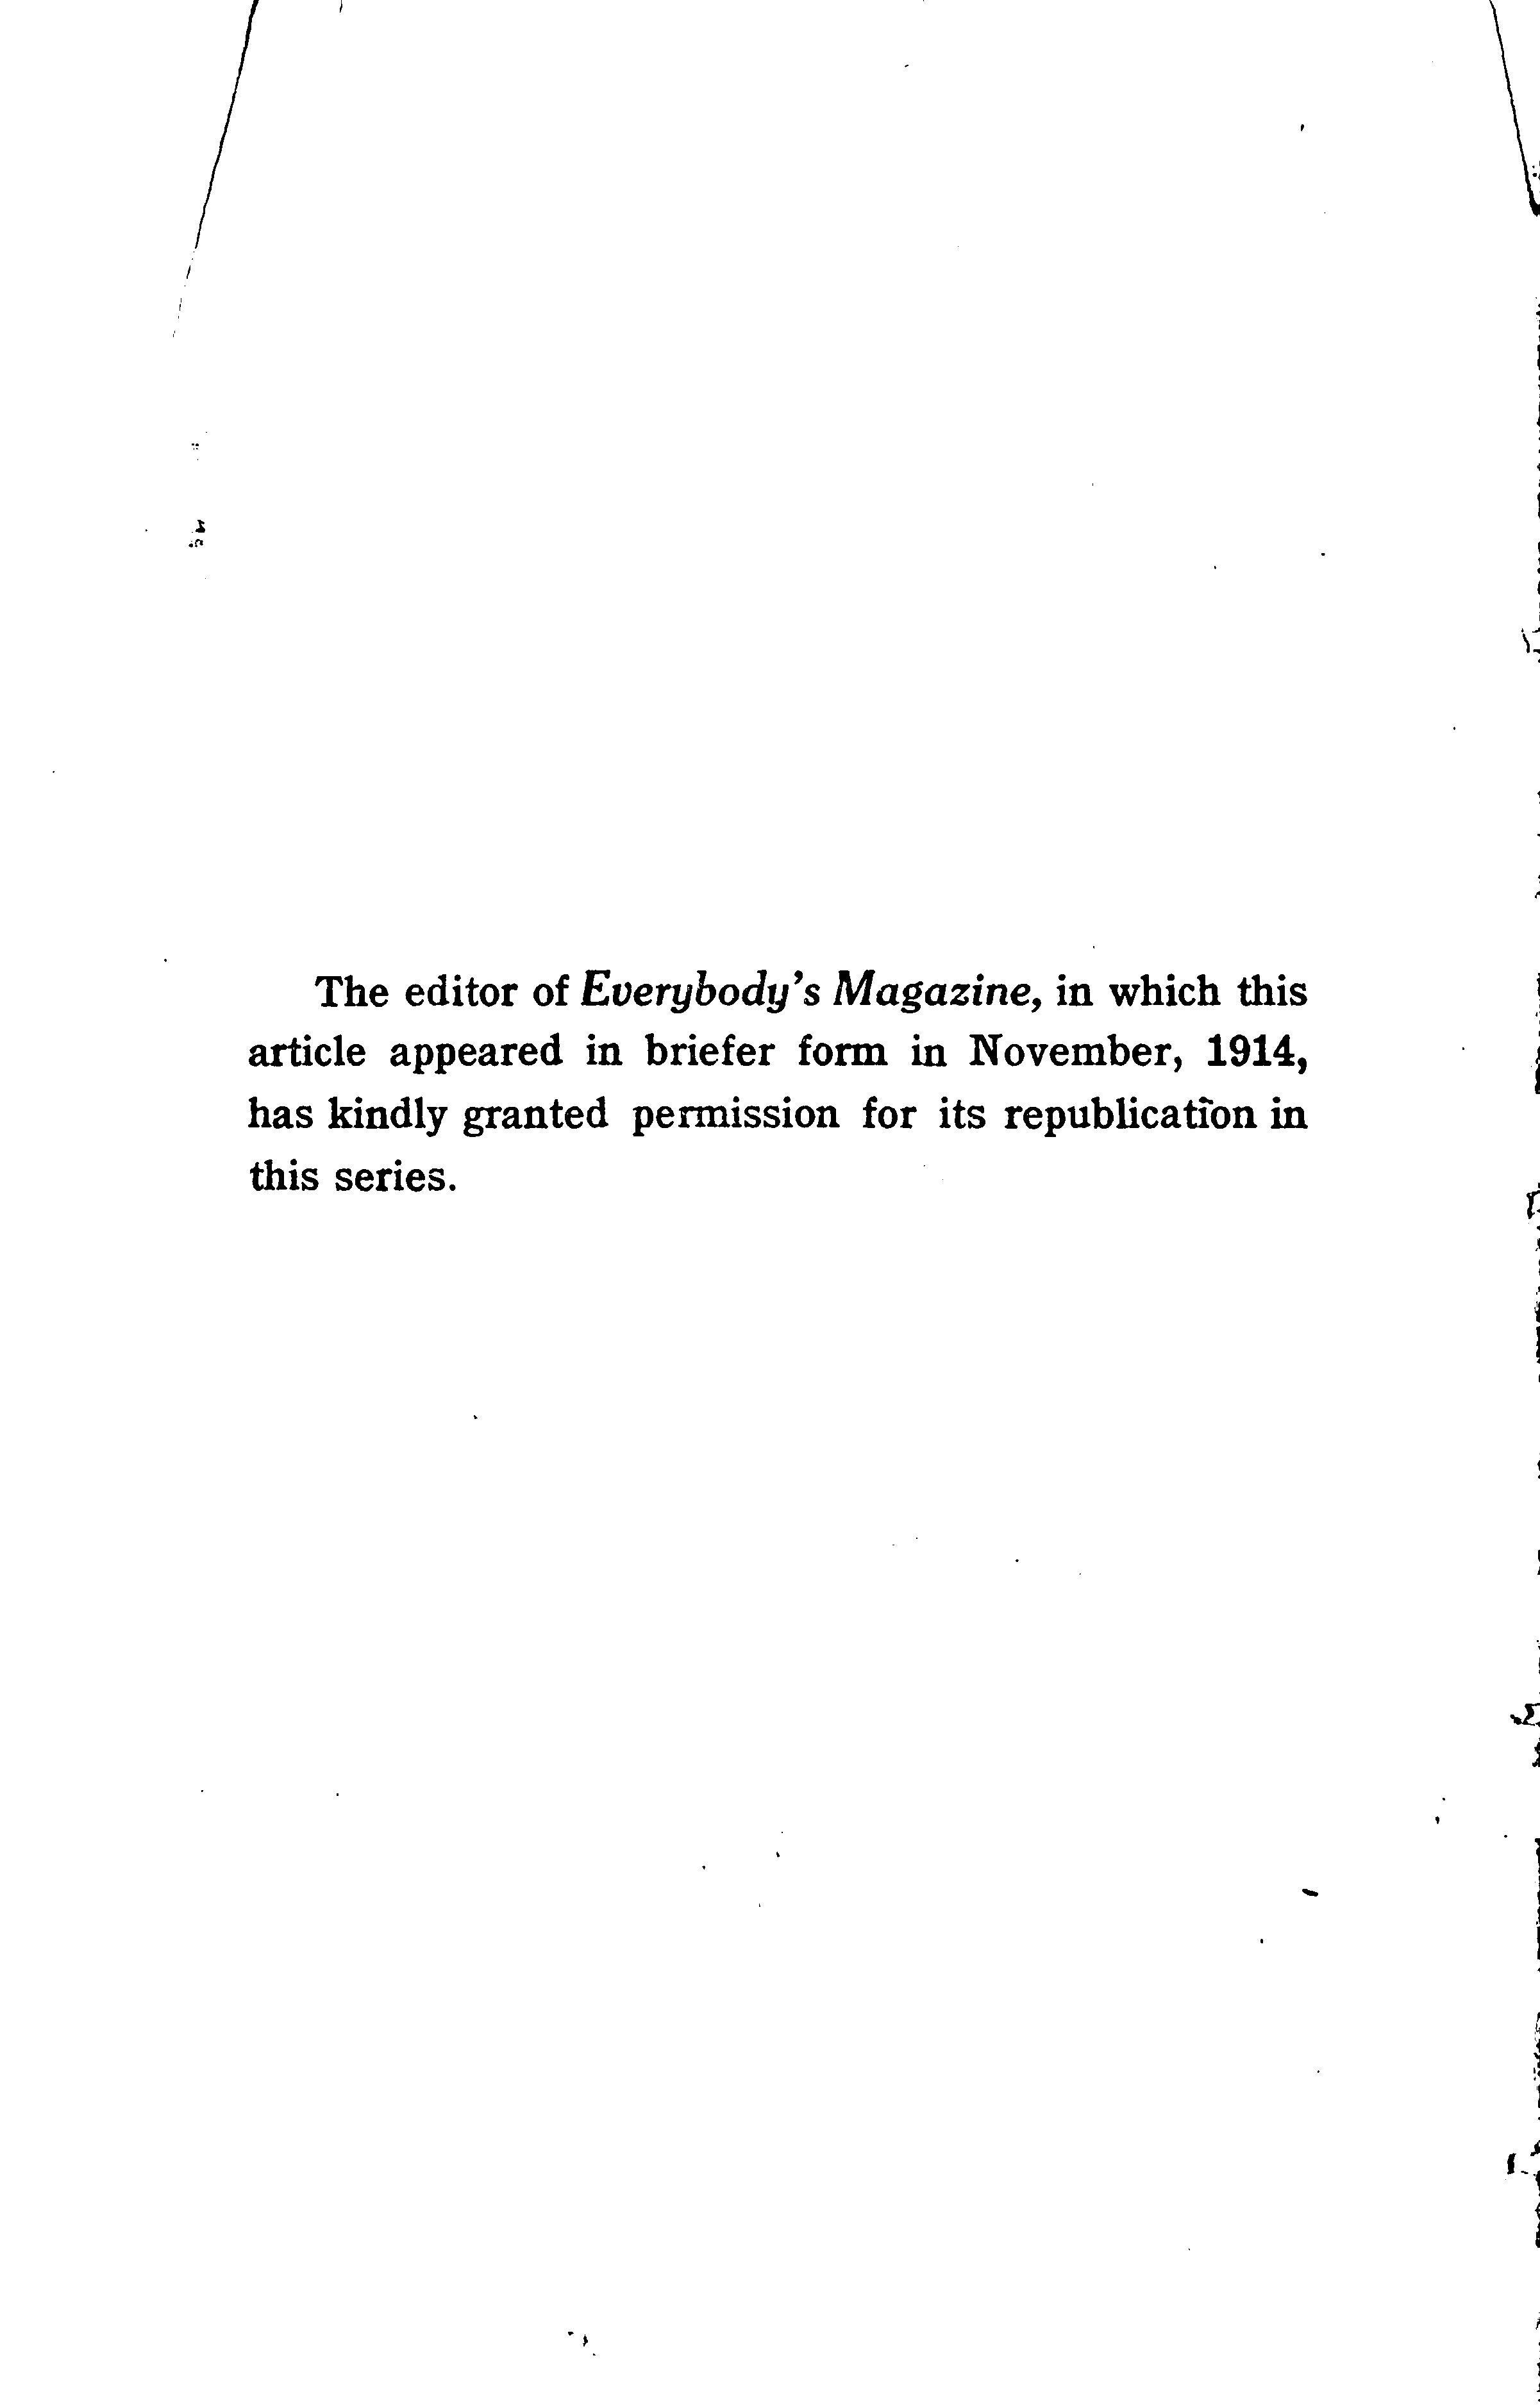 The editor of Everybody's Magazine, in which this
article appeared in briefer form in November, 1914,
has kindly granted permission for its republication in
this series.